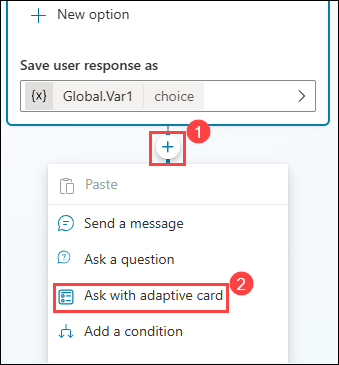 + New option
Save user response as
{x} Global.Var1 choice
1
Paste
Send a message
Ask a question
2
Ask with adaptive card
Add a condition